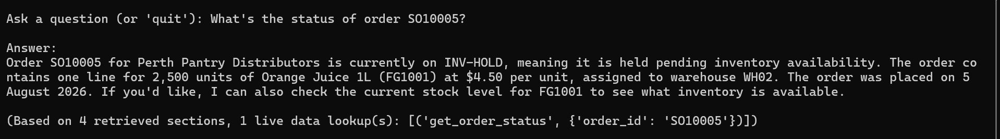 Ask a question (or 'quit'): What's the status of order SO10005?
Answer:
Order SO10005 for Perth Pantry Distributors is currently on INV-HOLD, meaning it is held pending inventory availability. The order co
ntains one line for 2,500 units of Orange Juice 1L (FG1001) at $4.50 per unit, assigned to warehouse WH02. The order was placed on 5
August 2026. If you'd like, I can also check the current stock level for FG1001 to see what inventory is available.
(Based on 4 retrieved sections, 1 live data lookup(s): [('get_order_status', {'order_id': 'SO10005'})])